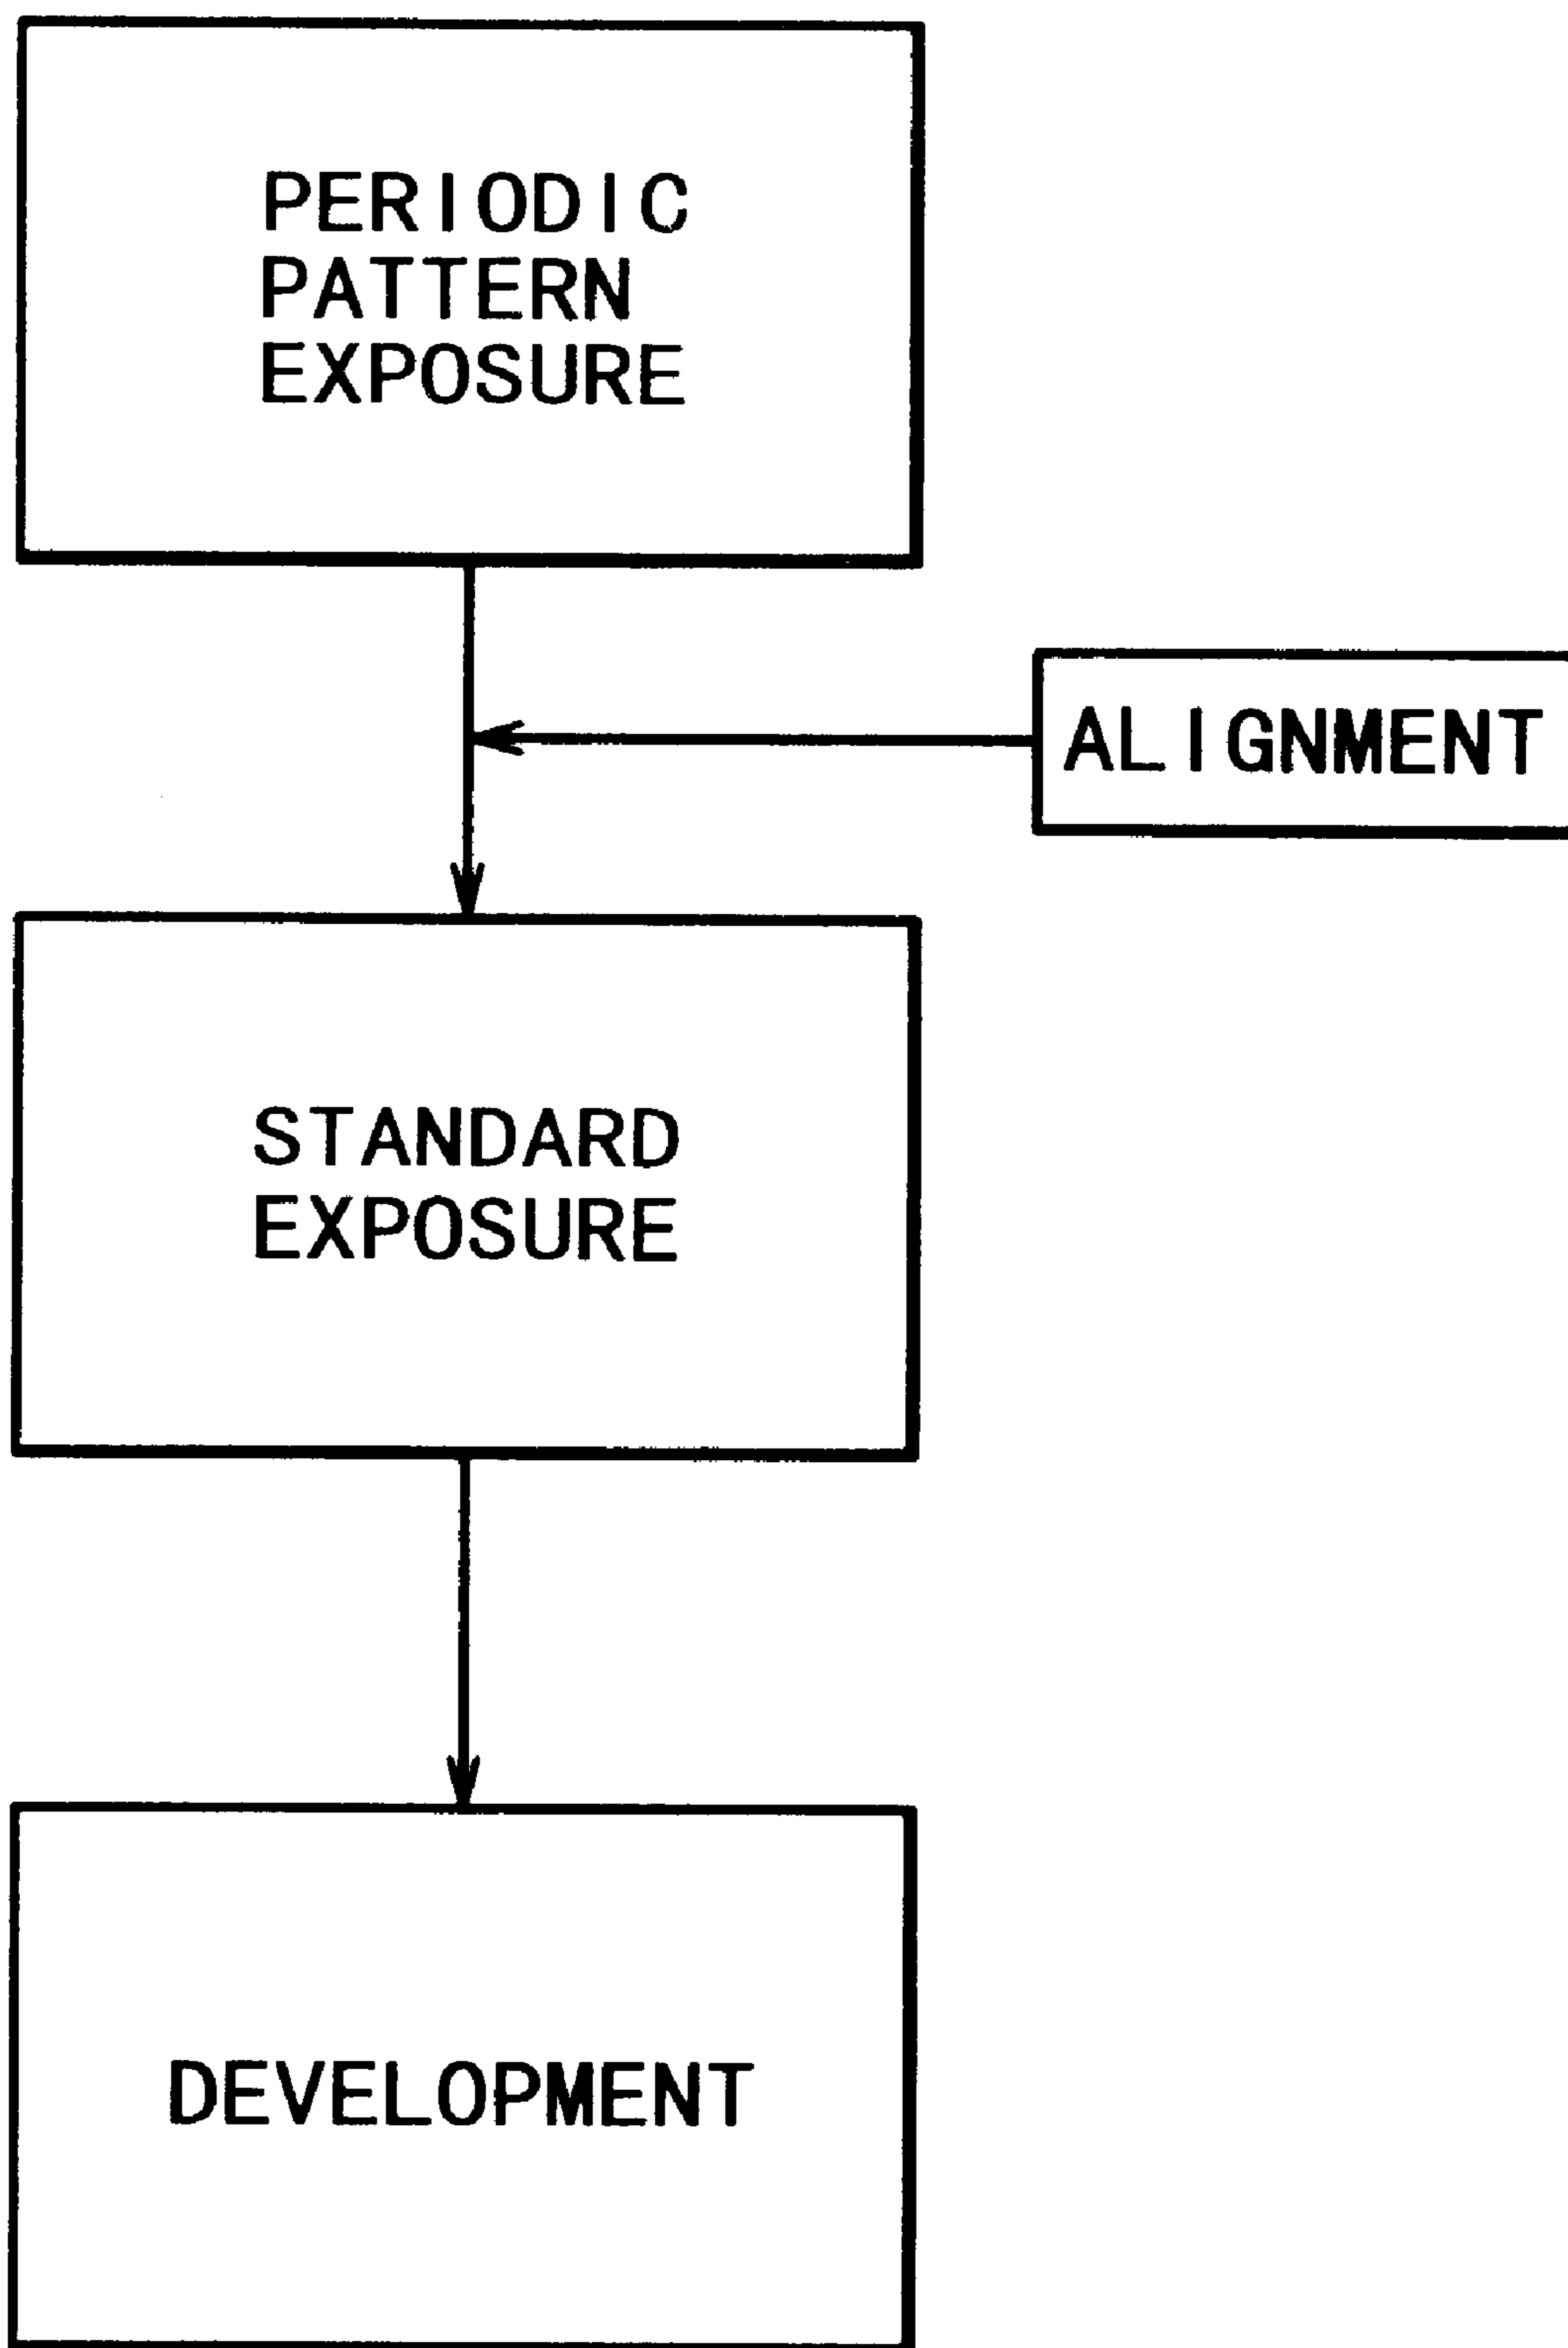 PERIODIC
PATTERN
EXPOSURE
ALIGNMENT
STANDARD
EXPOSURE
DEVELOPMENT